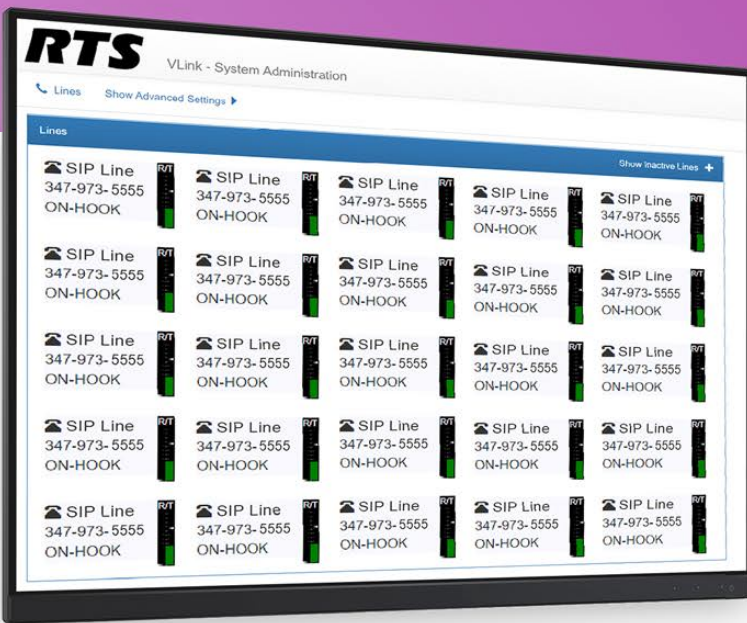 RTS
VLink - System Administration
Lines Show Advanced Settings
Lines
Show Inactive Lines +
SIP Line R/T SIP Line R/T SIP Line R/T SIP Line R/T SIP Line R/T
347-973-5555 347-973-5555 347-973-5555 347-973-5555 347-973-5555
ON-HOOK ON-HOOK ON-HOOK ON-HOOK ON-HOOK
SIP Line R/T SIP Line R/T SIP Line R/T SIP Line R/T SIP Line R/T
347-973-5555 347-973-5555 347-973-5555 347-973-5555 347-973-5555
ON-HOOK ON-HOOK ON-HOOK ON-HOOK ON-HOOK
SIP Line R/T SIP Line R/T SIP Line R/T SIP Line R/T SIP Line R/T
347-973-5555 347-973-5555 347-973-5555 347-973-5555 347-973-5555
ON-HOOK ON-HOOK ON-HOOK ON-HOOK ON-HOOK
SIP Line R/T SIP Line R/T SIP Line R/T SIP Line R/T SIP Line R/T
347-973-5555 347-973-5555 347-973-5555 347-973-5555 347-973-5555
ON-HOOK ON-HOOK ON-HOOK ON-HOOK ON-HOOK
SIP Line R/T SIP Line R/T SIP Line R/T SIP Line R/T SIP Line R/T
347-973-5555 347-973-5555 347-973-5555 347-973-5555 347-973-5555
ON-HOOK ON-HOOK ON-HOOK ON-HOOK ON-HOOK